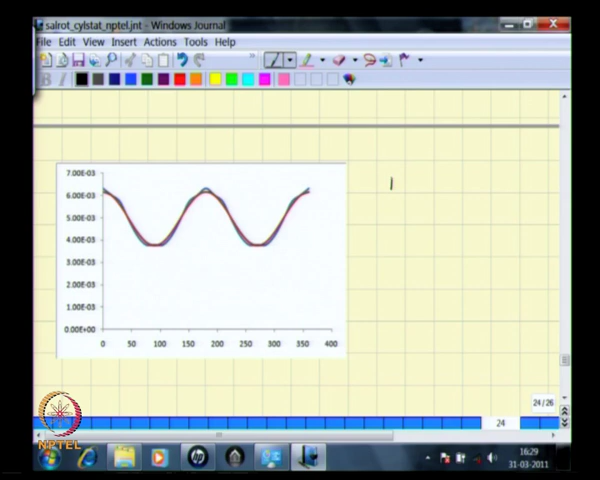 salrot_cylstat_nptel.jnt - Windows Journal
File Edit View Insert Actions Tools Help
B I
7.00E-03
6.00E-03
5.00E-03
4.00E-03
3.00E-03
2.00E-03
1.00E-03
0.00E+00
0 50 100 150 200 250 300 350 400
24 / 26
24
NPTEL
16:29
31-03-2011